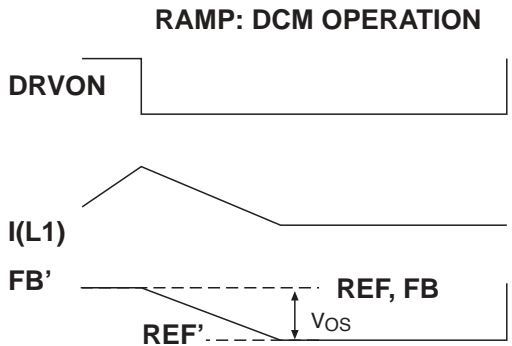 RAMP: DCM OPERATION
DRVON
I(L1)
FB’
REF, FB
VOS
REF’